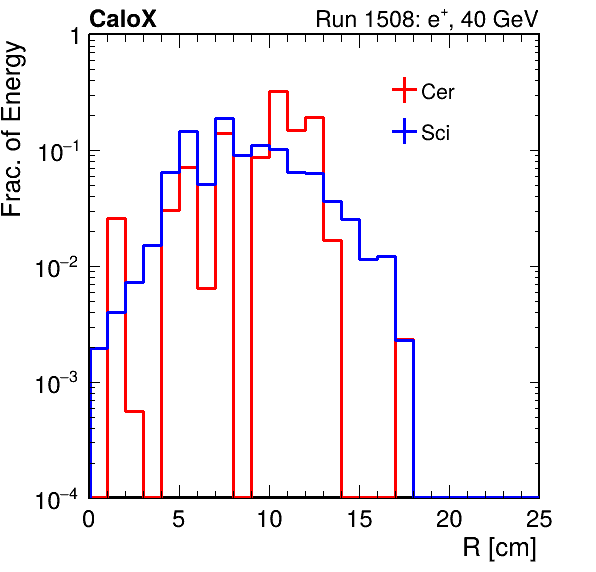 CaloX Run 1508: e⁺, 40 GeV
Frac. of Energy
1
10⁻¹
10⁻²
10⁻³
10⁻⁴
Cer
Sci
0 5 10 15 20 25
R [cm]